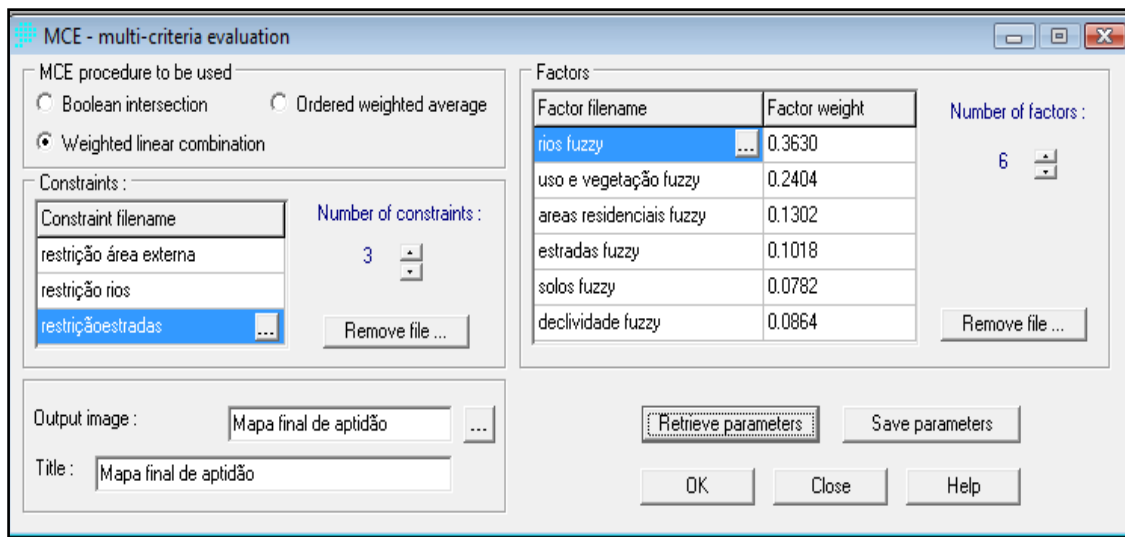 MCE - multi-criteria evaluation
MCE procedure to be used
Boolean intersection
Ordered weighted average
Weighted linear combination
Constraints :
Constraint filename
restrição área externa
restrição rios
restriçãoestradas
...
Number of constraints :
3
Remove file ...
Factors
Factor filename Factor weight
rios fuzzy ... 0.3630
uso e vegetação fuzzy 0.2404
areas residenciais fuzzy 0.1302
estradas fuzzy 0.1018
solos fuzzy 0.0782
declividade fuzzy 0.0864
Number of factors :
6
Remove file ...
Output image : Mapa final de aptidão ...
Title : Mapa final de aptidão
Retrieve parameters
Save parameters
OK
Close
Help